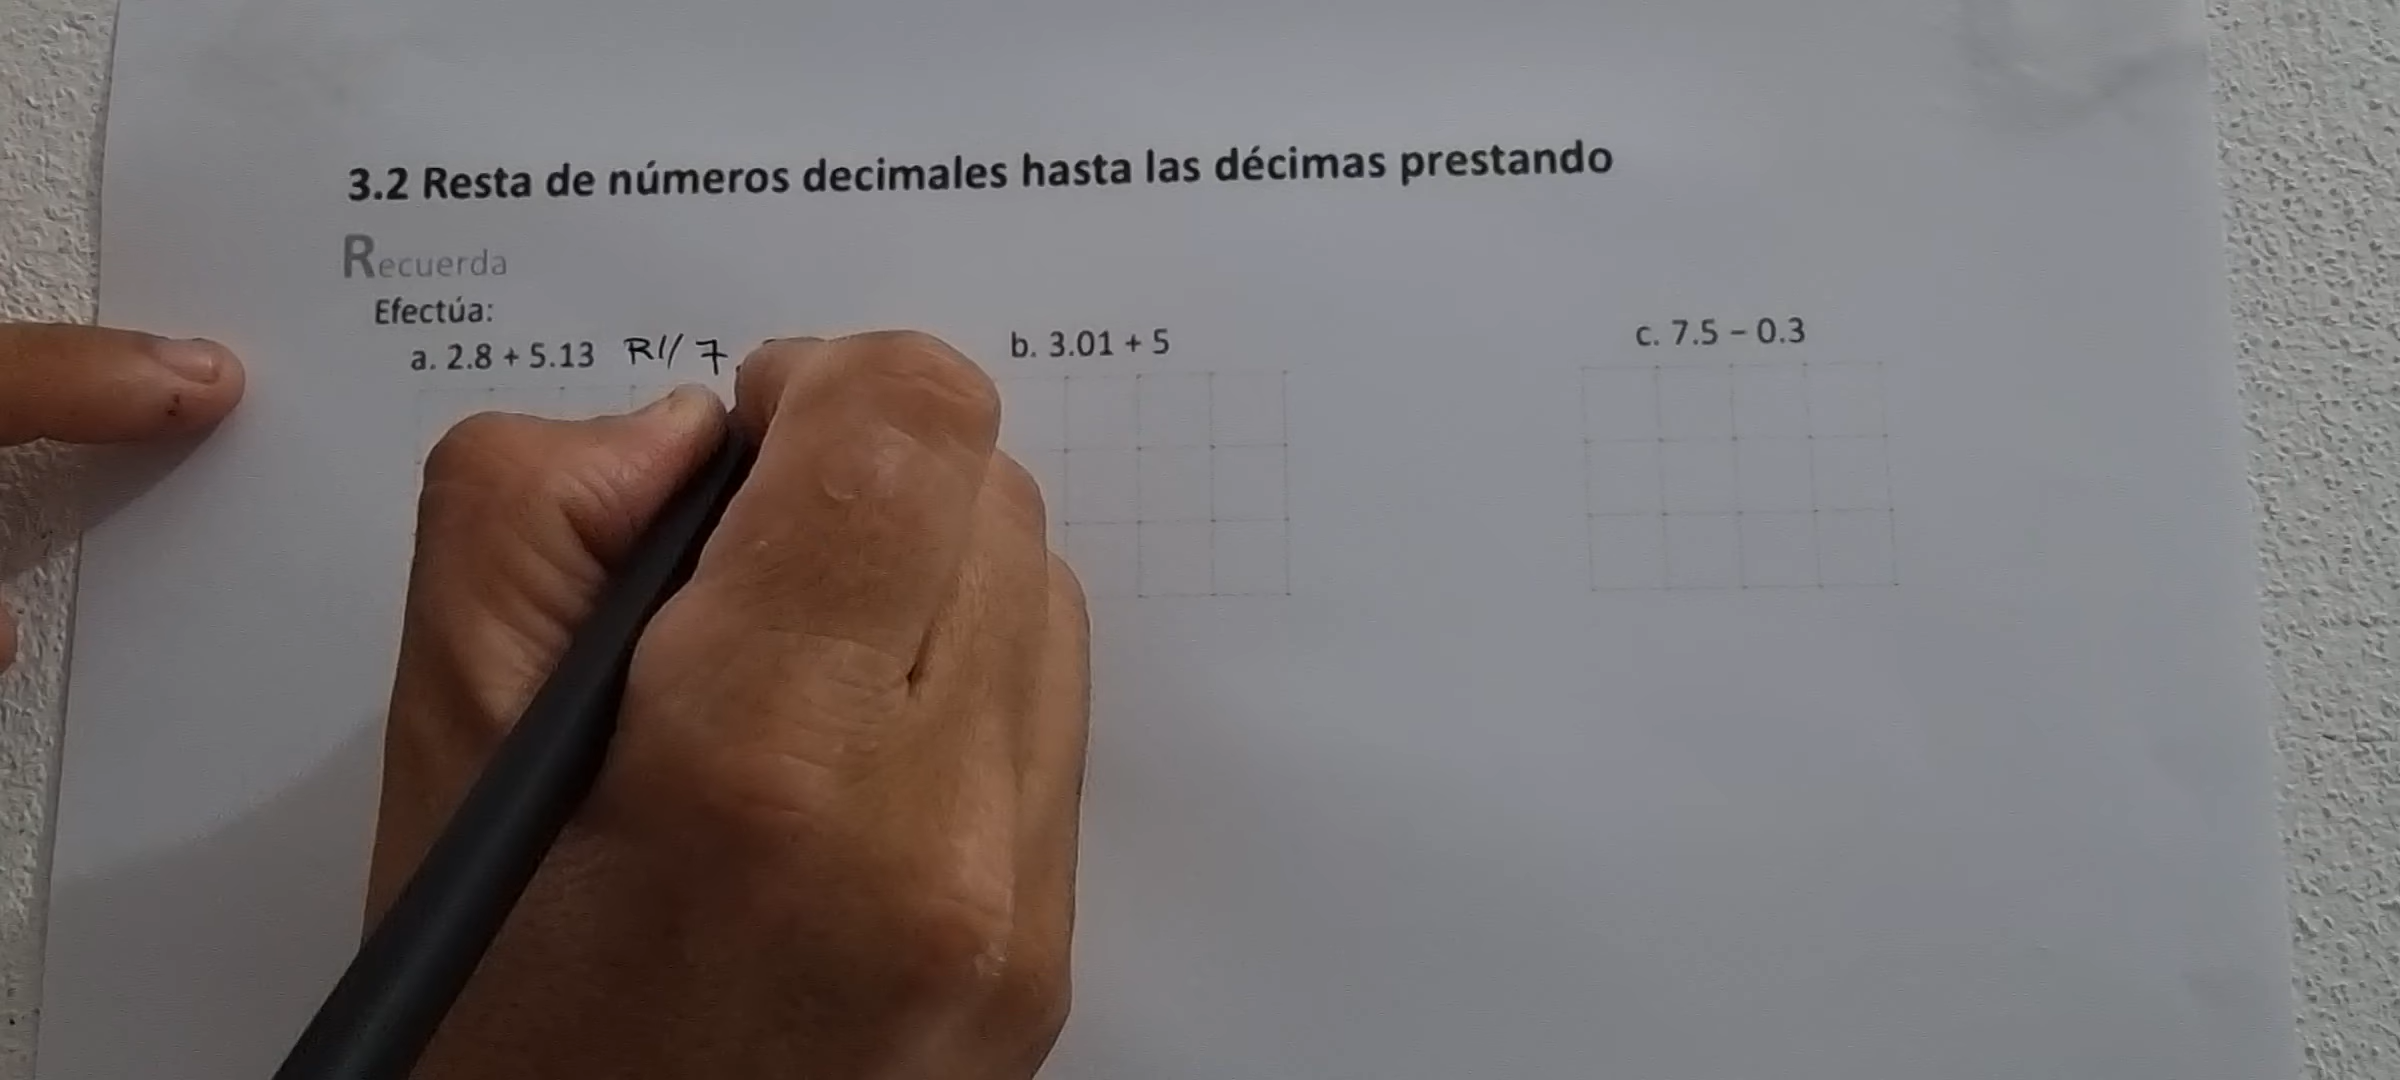 3.2 Resta de números decimales hasta las décimas prestando
Recuerda
Efectúa:
a. 2.8 + 5.13 R// 7.
b. 3.01 + 5
c. 7.5 – 0.3